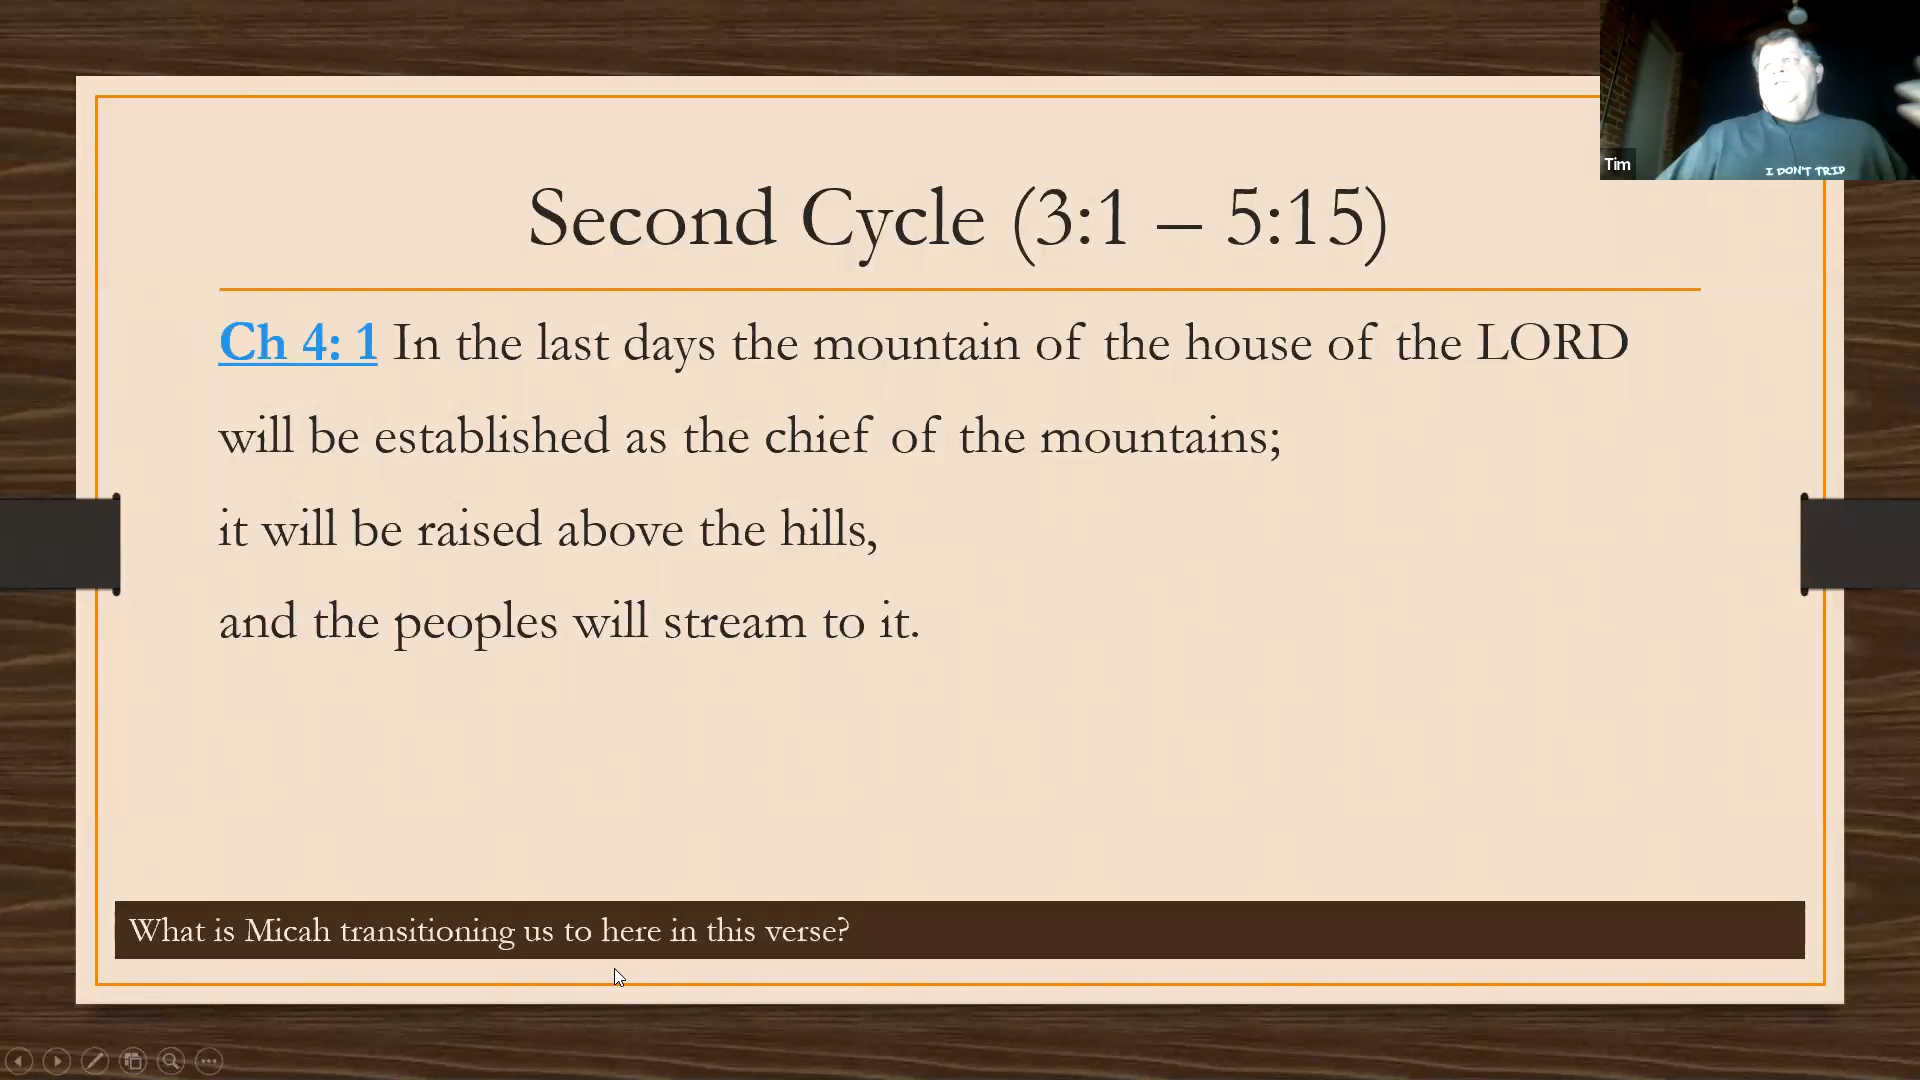 Tim
I DON'T TRIP
Second Cycle (3:1 – 5:15)
Ch 4: 1 In the last days the mountain of the house of the LORD
will be established as the chief of the mountains;
it will be raised above the hills,
and the peoples will stream to it.
What is Micah transitioning us to here in this verse?